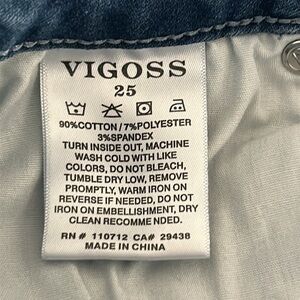 VIGOSS
25
90%COTTON/7%POLYESTER
3%SPANDEX
TURN INSIDE OUT, MACHINE
WASH COLD WITH LIKE
COLORS, DO NOT BLEACH,
TUMBLE DRY LOW, REMOVE
PROMPTLY, WARM IRON ON
REVERSE IF NEEDED, DO NOT
IRON ON EMBELLISHMENT, DRY
CLEAN RECOMMENDED.
RN # 110712 CA# 29438
MADE IN CHINA